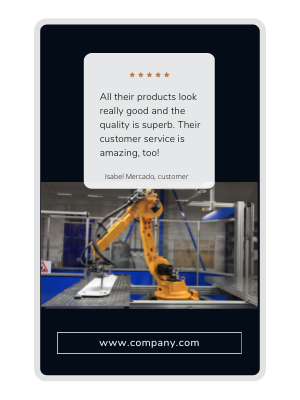 All their products look
really good and the
quality is superb. Their
customer service is
amazing, too!
Isabel Mercado, customer
www.company.com